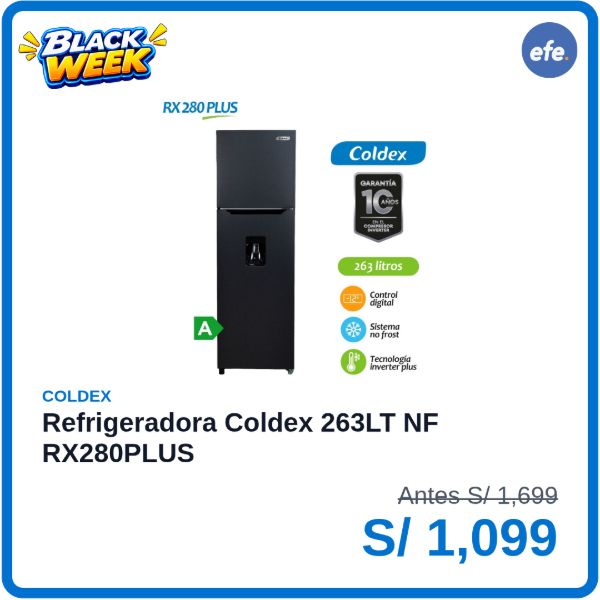 BLACK
WEEK
efe.
RX 280 PLUS
Coldex
GARANTÍA
10 AÑOS
EN EL
COMPRESOR
INVERTER
263 litros
-12°
Control
digital
Sistema
no frost
Tecnología
inverter plus
A
COLDEX
Refrigeradora Coldex 263LT NF
RX280PLUS
Antes S/ 1,699
S/ 1,099